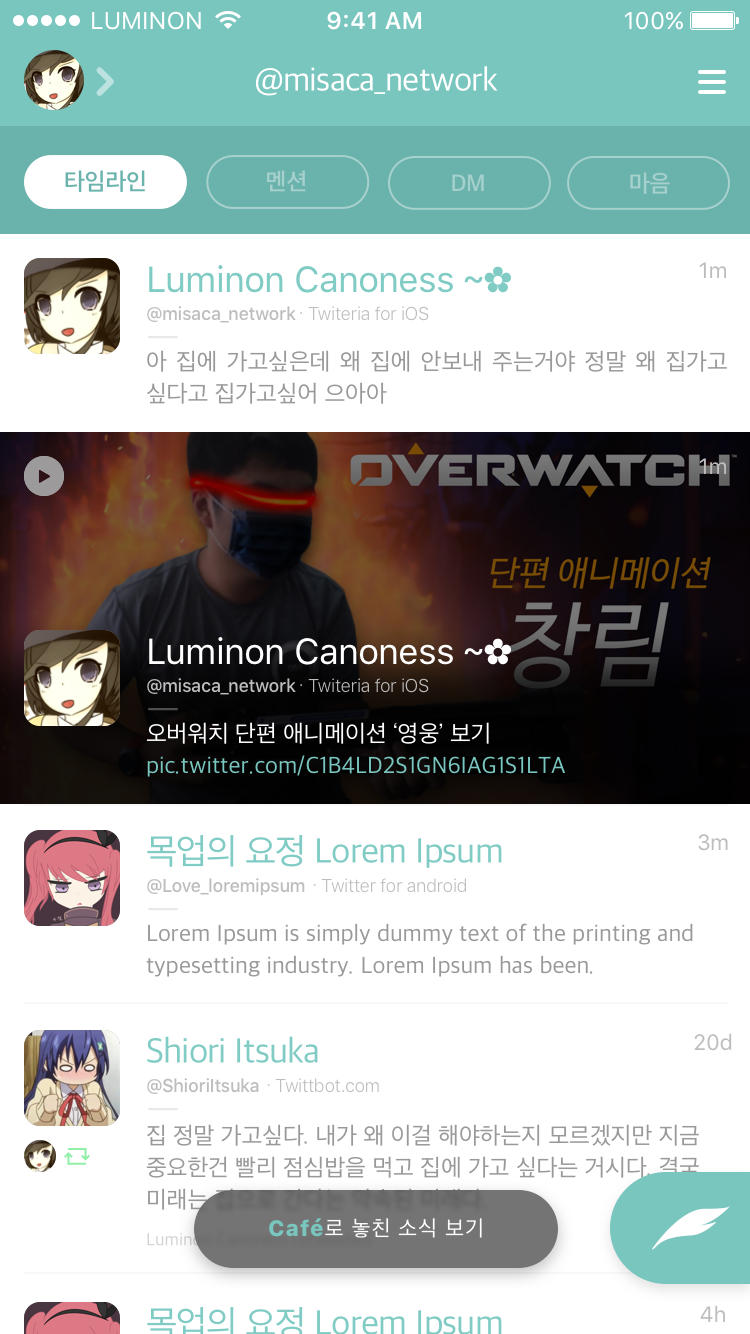 LUMINON
9:41 AM
100%
@misaca_network
타임라인
멘션
DM
마음
Luminon Canoness ~✿
1m
@misaca_network · Twiteria for iOS
아 집에 가고싶은데 왜 집에 안보내 주는거야 정말 왜 집가고
싶다고 집가고싶어 으아아
OVERWATCH
1m
단편 애니메이션
창림
Luminon Canoness ~✿
@misaca_network · Twiteria for iOS
오버워치 단편 애니메이션 ‘영웅’ 보기
pic.twitter.com/C1B4LD2S1GN6IAG1S1LTA
목업의 요정 Lorem Ipsum
3m
@Love_loremipsum · Twitter for android
Lorem Ipsum is simply dummy text of the printing and
typesetting industry. Lorem Ipsum has been.
Shiori Itsuka
20d
@ShioriItsuka · Twittbot.com
집 정말 가고싶다. 내가 왜 이걸 해야하는지 모르겠지만 지금
중요한건 빨리 점심밥을 먹고 집에 가고 싶다는 거시다. 결국
미래는
Café로 놓친 소식 보기
목업의 요정 Lorem Ipsum
4h